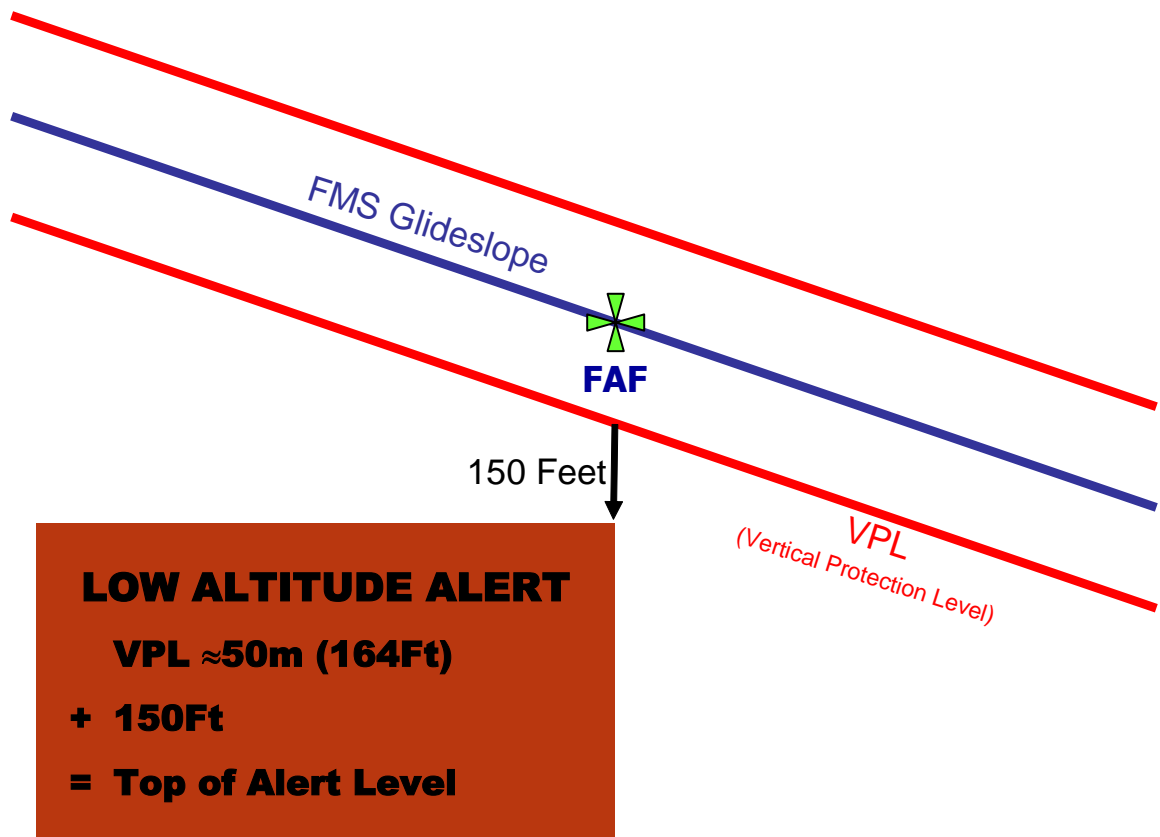 FMS Glideslope
FAF
150 Feet
VPL
(Vertical Protection Level)
LOW ALTITUDE ALERT
VPL ≈50m (164Ft)
+ 150Ft
= Top of Alert Level